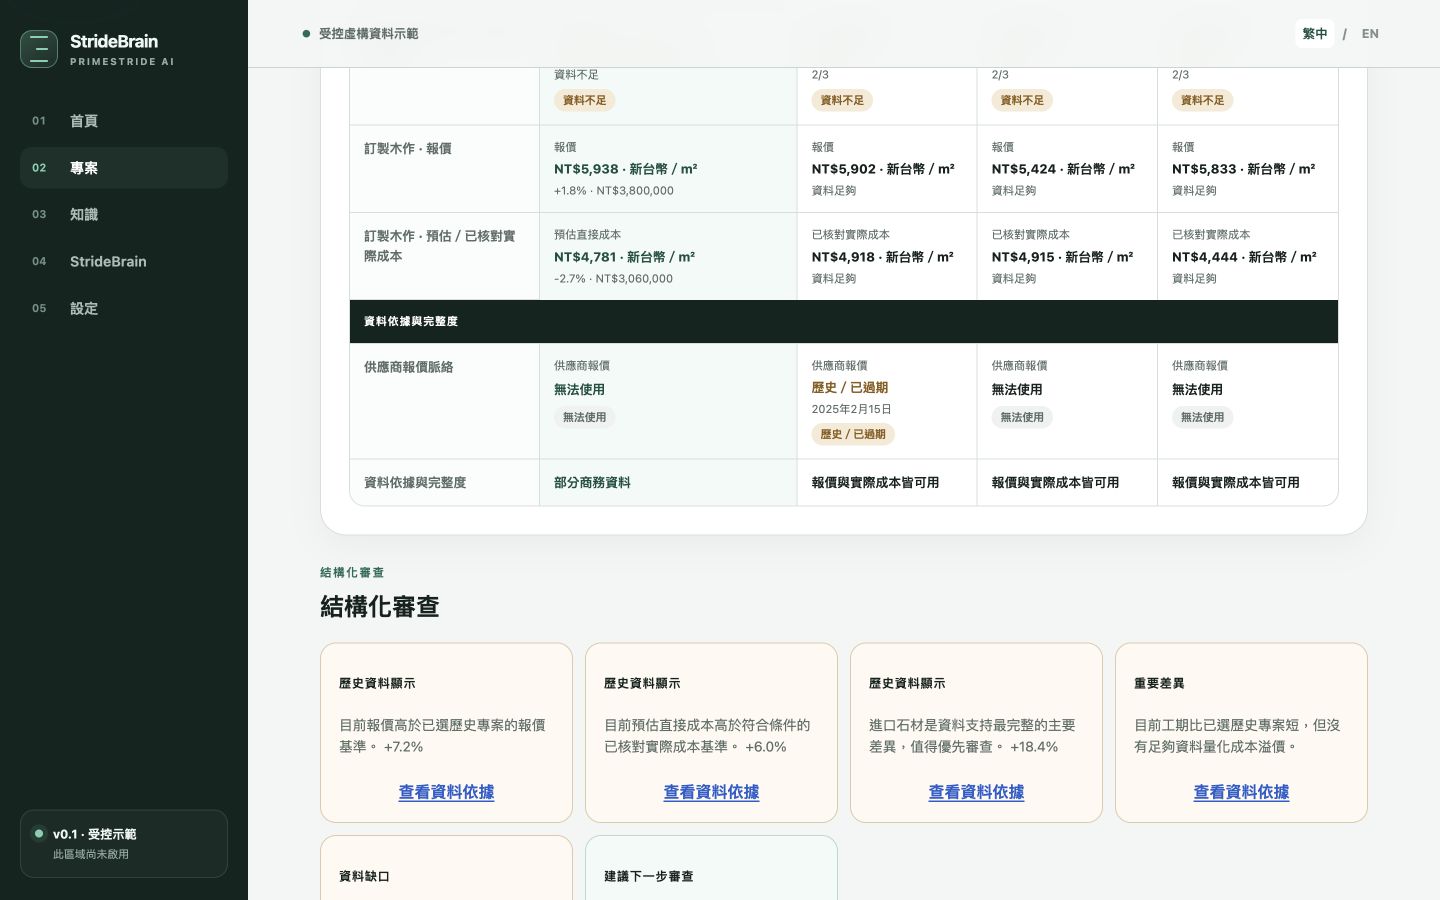 StrideBrain
PRIMESTRIDE AI
01 首頁
02 專案
03 知識
04 StrideBrain
05 設定
v0.1 · 受控示範
此區域尚未啟用
受控虛構資料示範
繁中 / EN
資料不足 2/3 2/3 2/3
資料不足 資料不足 資料不足 資料不足
訂製木作 · 報價
報價
NT$5,938 · 新台幣 / m²
+1.8% · NT$3,800,000
報價
NT$5,902 · 新台幣 / m²
資料足夠
報價
NT$5,424 · 新台幣 / m²
資料足夠
報價
NT$5,833 · 新台幣 / m²
資料足夠
訂製木作 · 預估 / 已核對實
際成本
預估直接成本
NT$4,781 · 新台幣 / m²
-2.7% · NT$3,060,000
已核對實際成本
NT$4,918 · 新台幣 / m²
資料足夠
已核對實際成本
NT$4,915 · 新台幣 / m²
資料足夠
已核對實際成本
NT$4,444 · 新台幣 / m²
資料足夠
資料依據與完整度
供應商報價脈絡
供應商報價
無法使用
無法使用
供應商報價
歷史 / 已過期
2025年2月15日
歷史 / 已過期
供應商報價
無法使用
無法使用
供應商報價
無法使用
無法使用
資料依據與完整度
部分商務資料
報價與實際成本皆可用
報價與實際成本皆可用
報價與實際成本皆可用
結構化審查
結構化審查
歷史資料顯示
目前報價高於已選歷史專案的報價
基準。 +7.2%
查看資料依據
歷史資料顯示
目前預估直接成本高於符合條件的
已核對實際成本基準。 +6.0%
查看資料依據
歷史資料顯示
進口石材是資料支持最完整的主要
差異，值得優先審查。 +18.4%
查看資料依據
重要差異
目前工期比已選歷史專案短，但沒
有足夠資料量化成本溢價。
查看資料依據
資料缺口
建議下一步審查